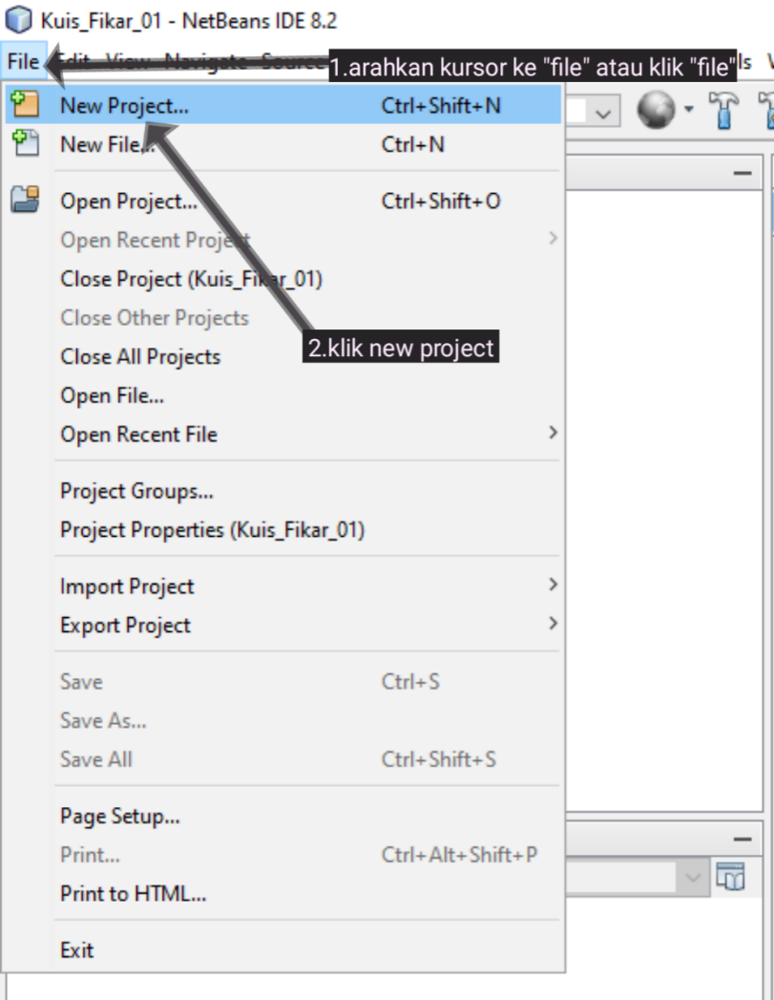 Kuis_Fikar_01 - NetBeans IDE 8.2
File Edit View Navigate Source 1.arahkan kursor ke "file" atau klik "file" ls
New Project... Ctrl+Shift+N
New File... Ctrl+N
Open Project... Ctrl+Shift+O
Open Recent Project
Close Project (Kuis_Fikar_01)
Close Other Projects
2.klik new project
Close All Projects
Open File...
Open Recent File
Project Groups...
Project Properties (Kuis_Fikar_01)
Import Project
Export Project
Save Ctrl+S
Save As...
Save All Ctrl+Shift+S
Page Setup...
Print... Ctrl+Alt+Shift+P
Print to HTML...
Exit